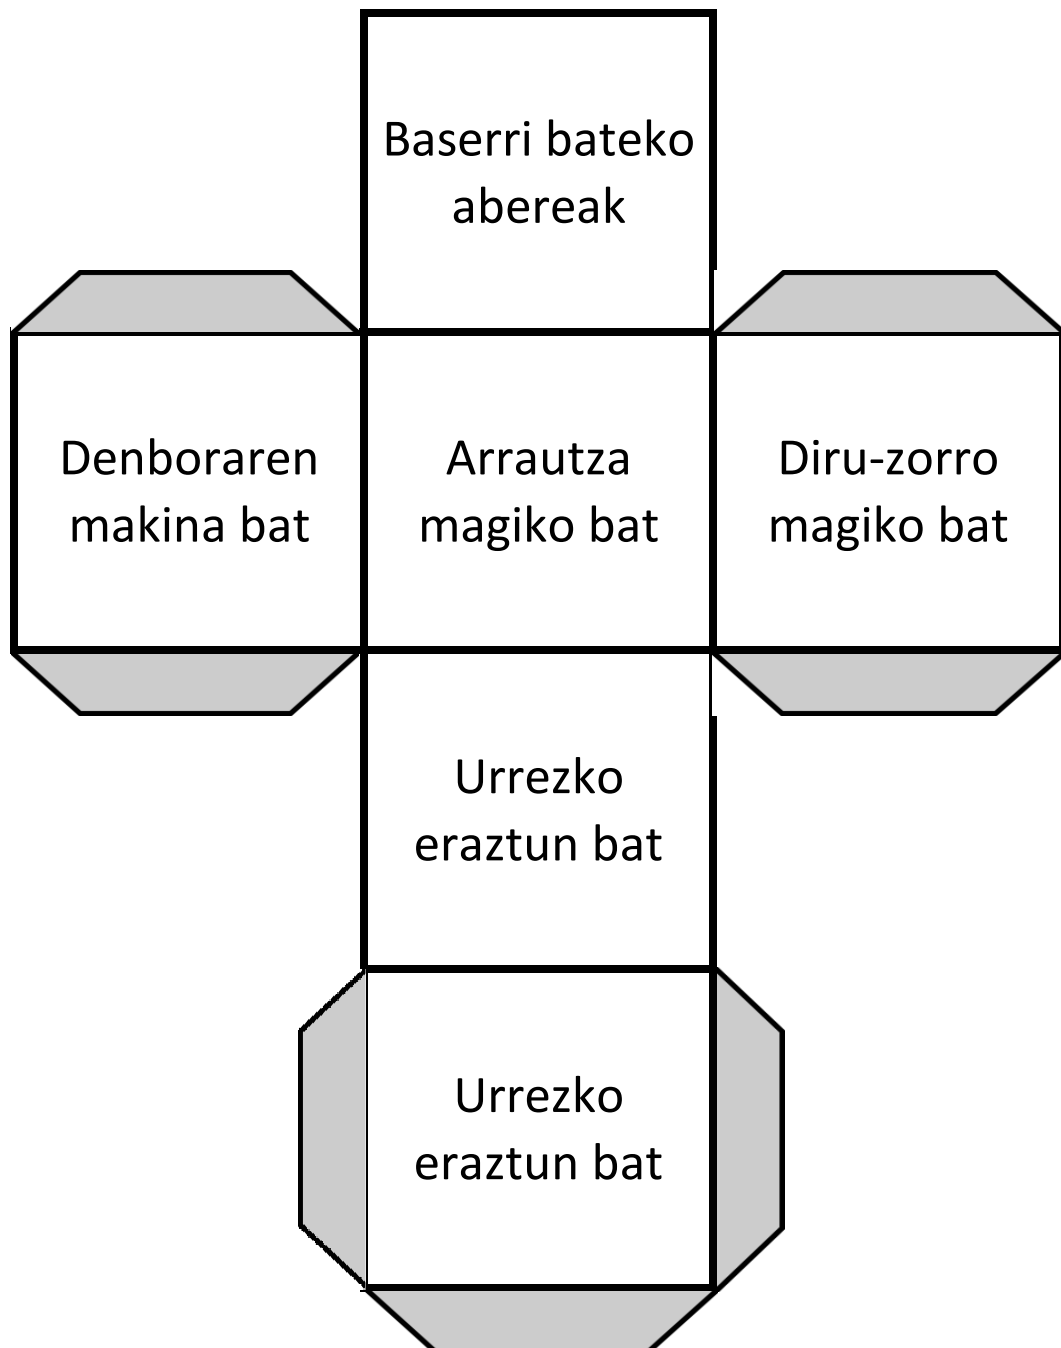 Baserri bateko
abereak
Denboraren
makina bat
Arrautza
magiko bat
Diru-zorro
magiko bat
Urrezko
eraztun bat
Urrezko
eraztun bat